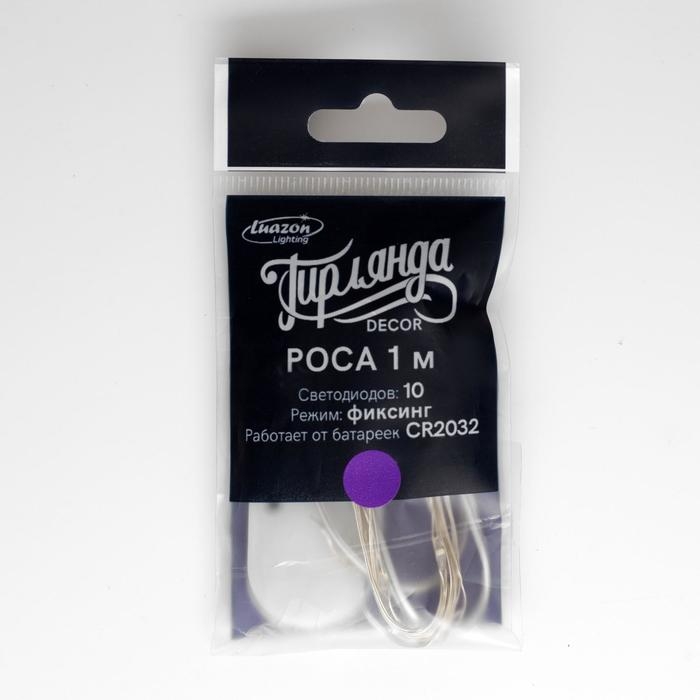 Luazon
Lighting
Гирлянда
DECOR
РОСА 1 м
Светодиодов: 10
Режим: фиксинг
Работает от батареек CR2032